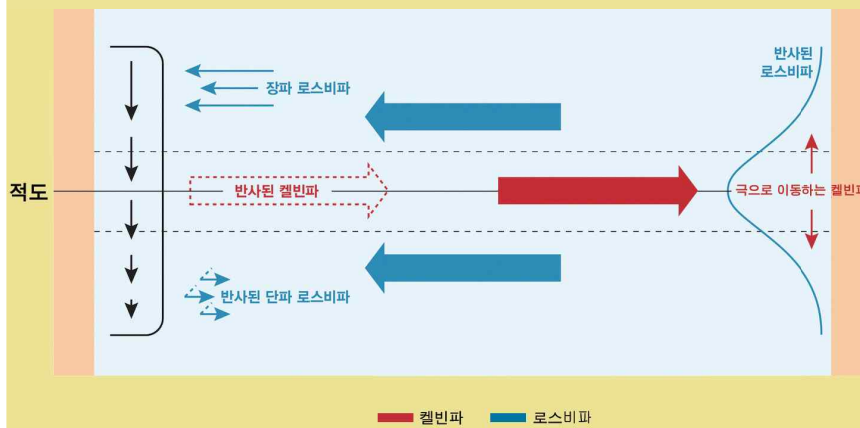 반사된
로스비파
장파 로스비파
적도
반사된 켈빈파
극으로 이동하는 켈빈파
반사된 단파 로스비파
켈빈파
로스비파